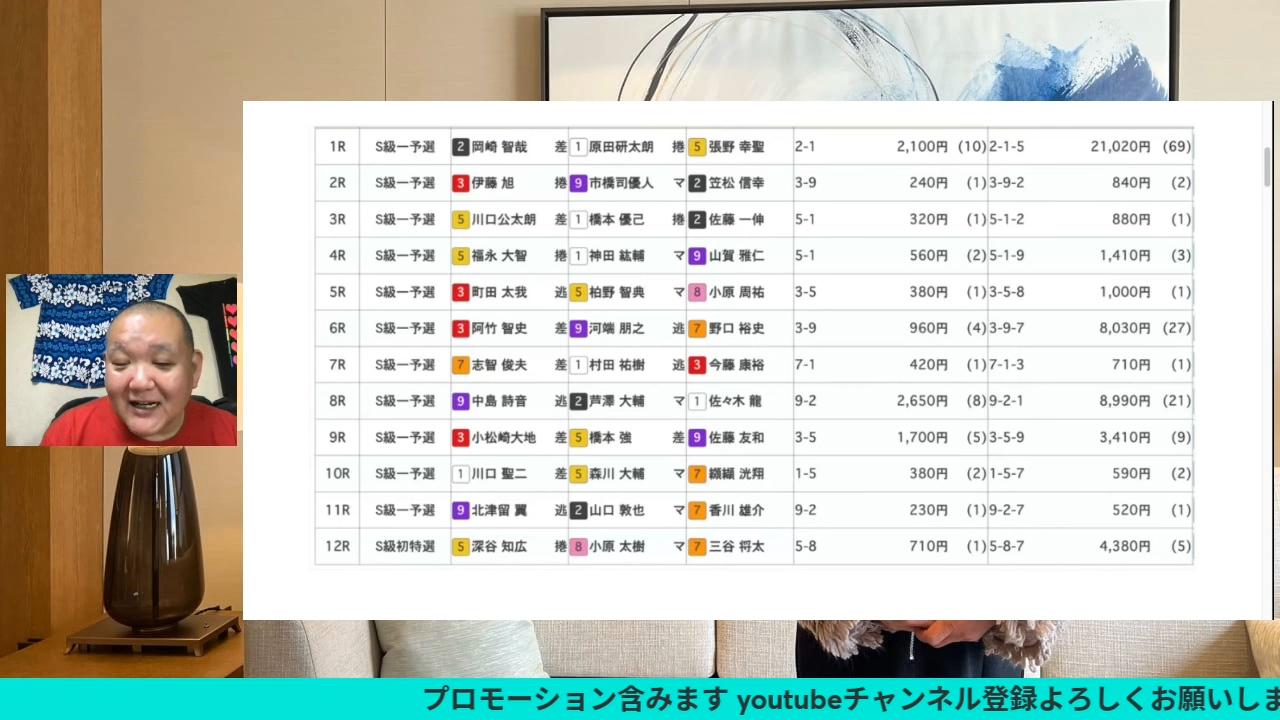 1R S級一予選 2 岡崎 智哉 差 1 原田研太朗 捲 5 張野 幸聖 2-1 2,100円 (10) 2-1-5 21,020円 (69)
2R S級一予選 3 伊藤 旭 捲 9 市橋司優人 マ 2 笠松 信幸 3-9 240円 (1) 3-9-2 840円 (2)
3R S級一予選 5 川口公太朗 差 1 橋本 優己 捲 2 佐藤 一伸 5-1 320円 (1) 5-1-2 880円 (1)
4R S級一予選 5 福永 大智 捲 1 神田 紘輔 マ 9 山賀 雅仁 5-1 560円 (2) 5-1-9 1,410円 (3)
5R S級一予選 3 町田 太我 逃 5 柏野 智典 マ 8 小原 周祐 3-5 380円 (1) 3-5-8 1,000円 (1)
6R S級一予選 3 阿竹 智史 差 9 河端 朋之 逃 7 野口 裕史 3-9 960円 (4) 3-9-7 8,030円 (27)
7R S級一予選 7 志智 俊夫 差 1 村田 祐樹 逃 3 今藤 康裕 7-1 420円 (1) 7-1-3 710円 (1)
8R S級一予選 9 中島 詩音 逃 2 芦澤 大輔 マ 1 佐々木 龍 9-2 2,650円 (8) 9-2-1 8,990円 (21)
9R S級一予選 3 小松崎大地 差 5 橋本 強 差 9 佐藤 友和 3-5 1,700円 (5) 3-5-9 3,410円 (9)
10R S級一予選 1 川口 聖二 差 5 森川 大輔 マ 7 纐纈 洸翔 1-5 380円 (2) 1-5-7 590円 (2)
11R S級一予選 9 北津留 翼 逃 2 山口 敦也 マ 7 香川 雄介 9-2 230円 (1) 9-2-7 520円 (1)
12R S級初特選 5 深谷 知広 捲 8 小原 太樹 マ 7 三谷 将太 5-8 710円 (1) 5-8-7 4,380円 (5)
プロモーション含みます youtubeチャンネル登録よろしくお願いしま